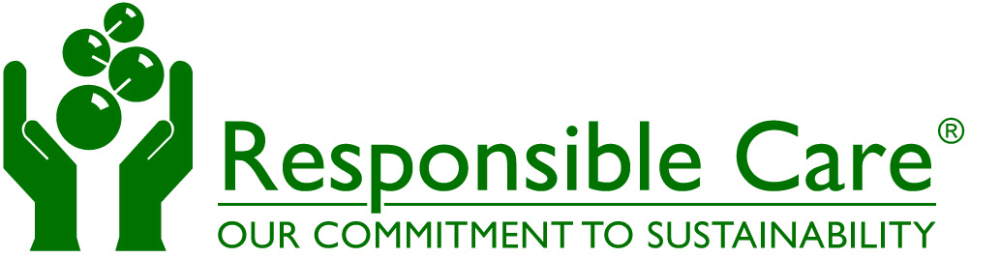 Responsible Care®
OUR COMMITMENT TO SUSTAINABILITY